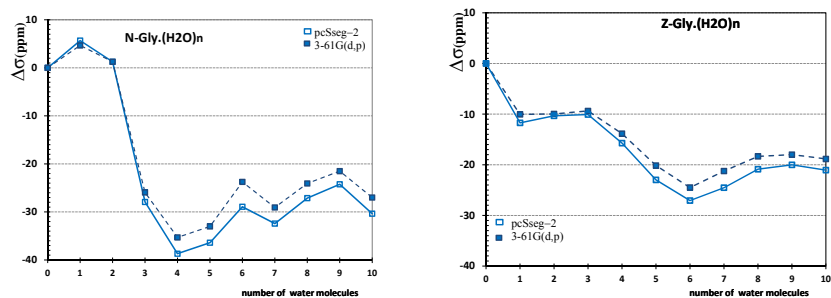 N-Gly.(H2O)n
pcSseg–2
3-61G(d,p)
Δσ(ppm)
10
0
-10
-20
-30
-40
0 1 2 3 4 5 6 7 8 9 10
number of water molecules
Z-Gly.(H2O)n
Δσ(ppm)
10
0
-10
-20
-30
-40
pcSseg–2
3-61G(d,p)
0 1 2 3 4 5 6 7 8 9 10
number of water molecules